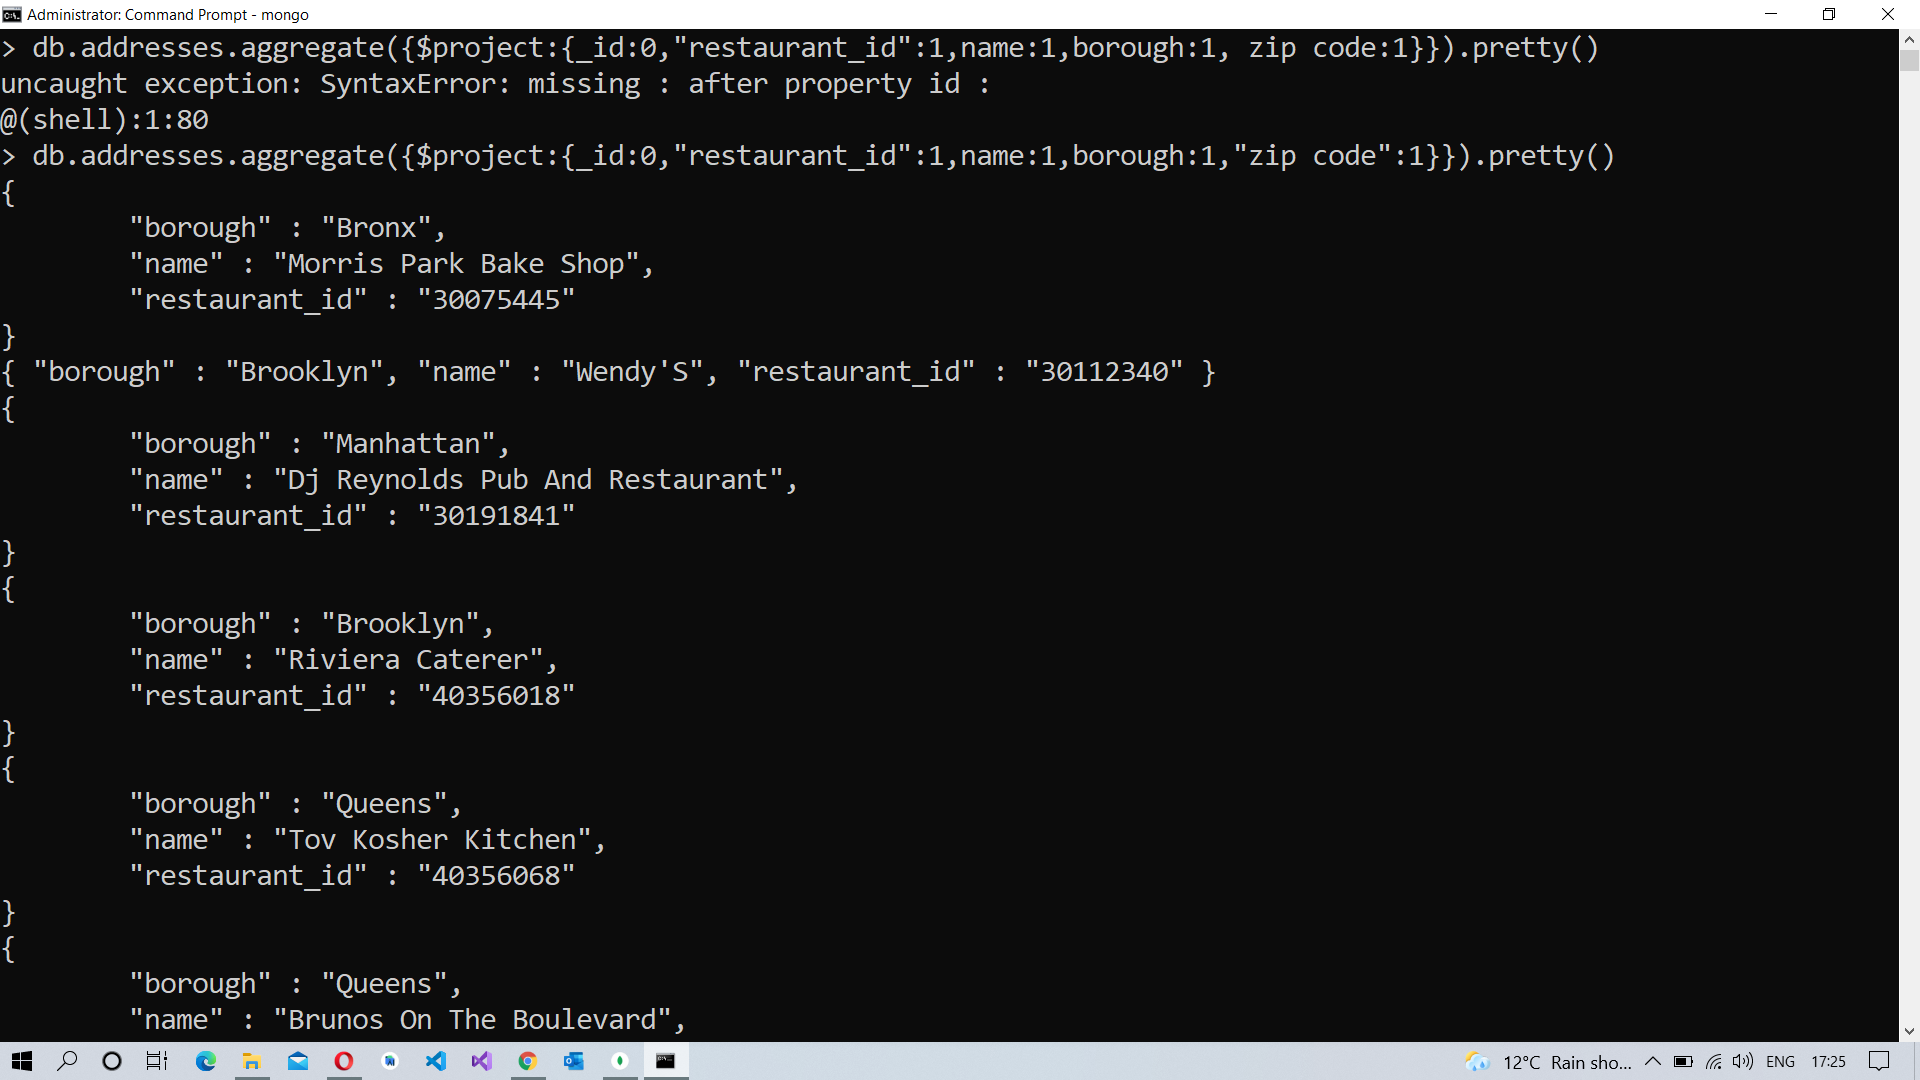 Administrator: Command Prompt - mongo
> db.addresses.aggregate({$project:{_id:0,"restaurant_id":1,name:1,borough:1, zip code:1}}).pretty()
uncaught exception: SyntaxError: missing : after property id :
@(shell):1:80
> db.addresses.aggregate({$project:{_id:0,"restaurant_id":1,name:1,borough:1,"zip code":1}}).pretty()
{
"borough" : "Bronx",
"name" : "Morris Park Bake Shop",
"restaurant_id" : "30075445"
}
{ "borough" : "Brooklyn", "name" : "Wendy'S", "restaurant_id" : "30112340" }
{
"borough" : "Manhattan",
"name" : "Dj Reynolds Pub And Restaurant",
"restaurant_id" : "30191841"
}
{
"borough" : "Brooklyn",
"name" : "Riviera Caterer",
"restaurant_id" : "40356018"
}
{
"borough" : "Queens",
"name" : "Tov Kosher Kitchen",
"restaurant_id" : "40356068"
}
{
"borough" : "Queens",
"name" : "Brunos On The Boulevard",
12°C Rain sho... ENG 17:25